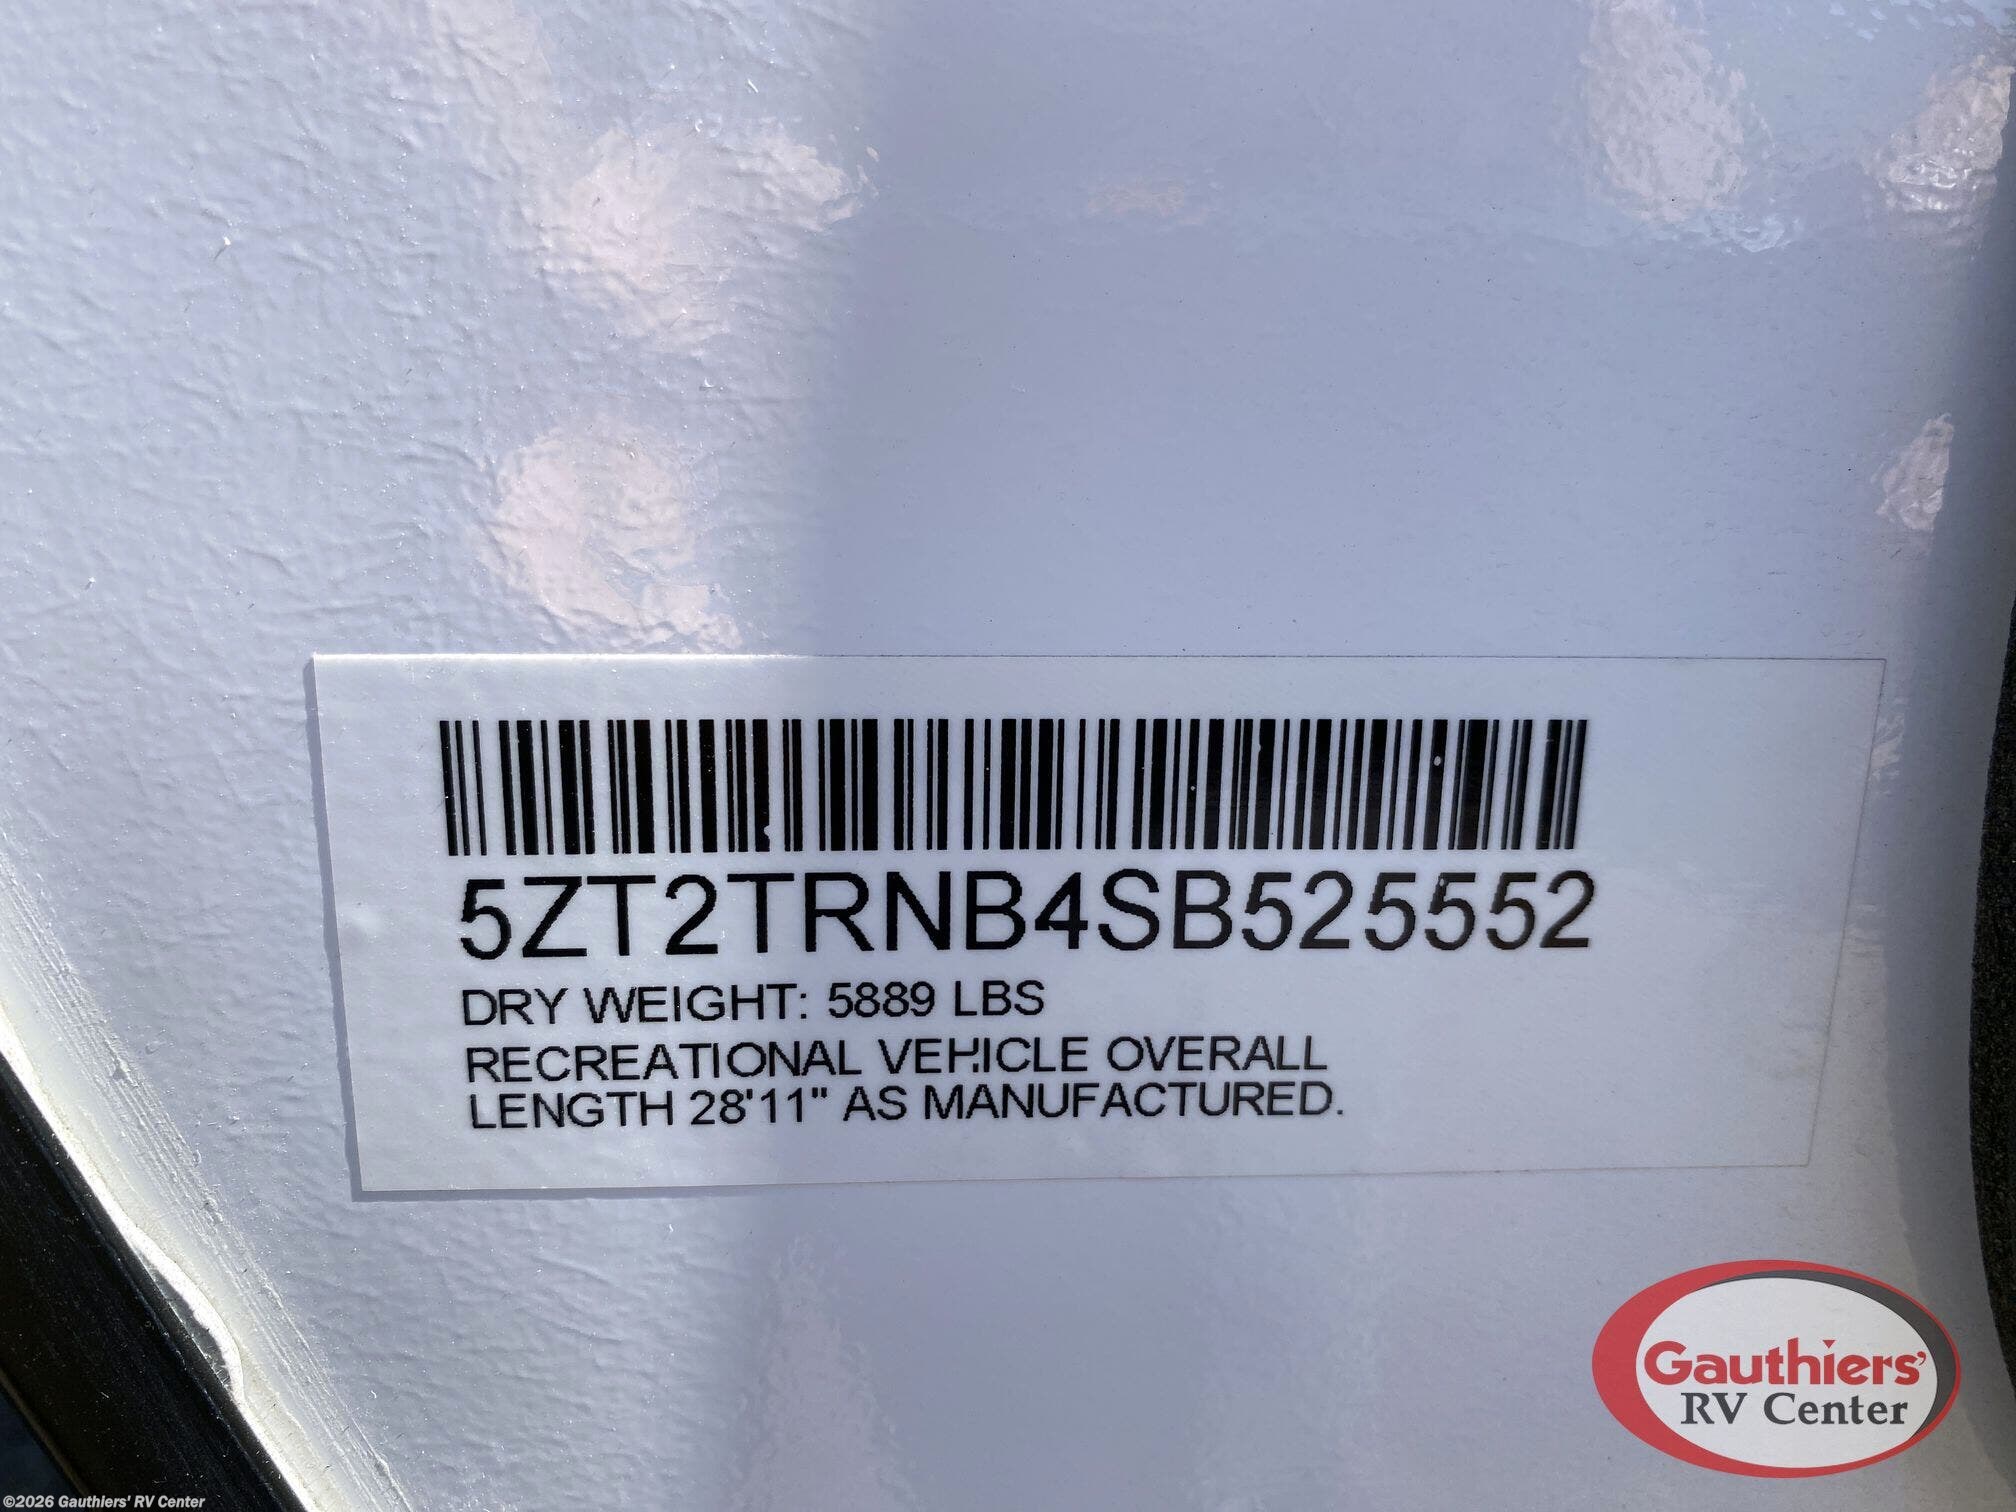 5ZT2TRNB4SB525552
DRY WEIGHT: 5889 LBS
RECREATIONAL VEHICLE OVERALL
LENGTH 28'11" AS MANUFACTURED.
Gauthiers'
RV Center
©2026 Gauthiers' RV Center